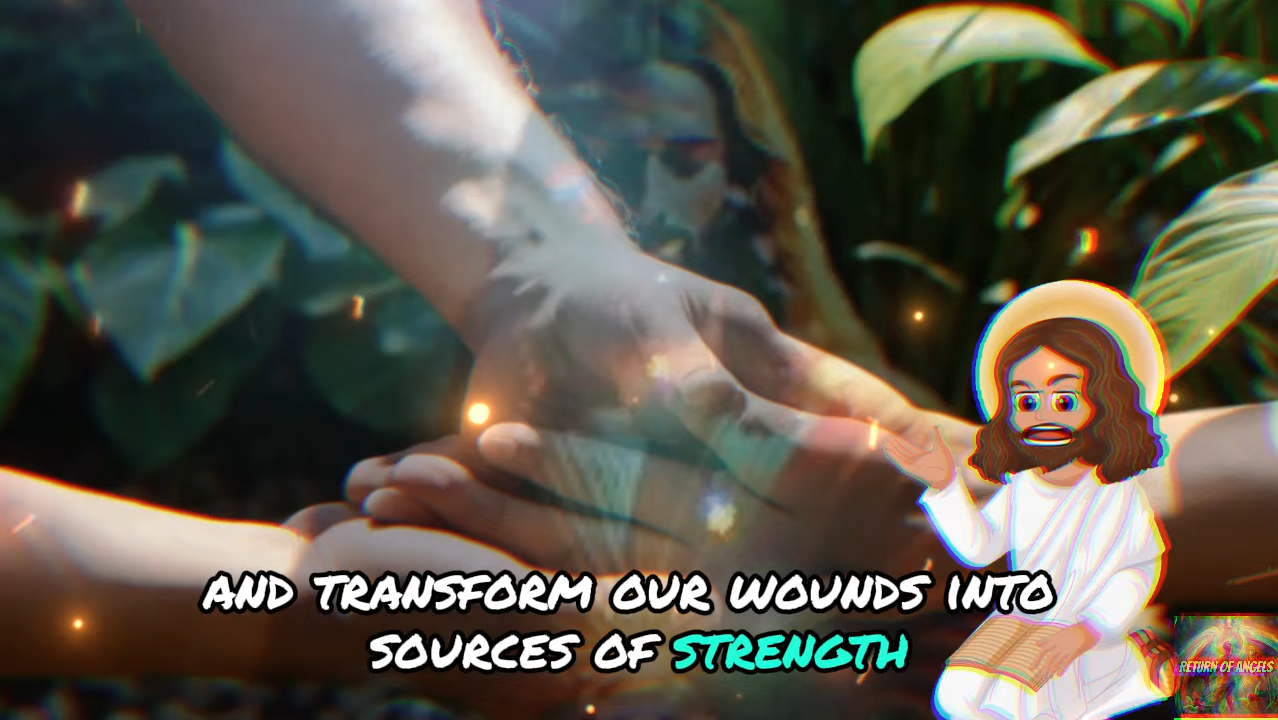 AND TRANSFORM OUR WOUNDS INTO
SOURCES OF STRENGTH
RETURN OF ANGELS